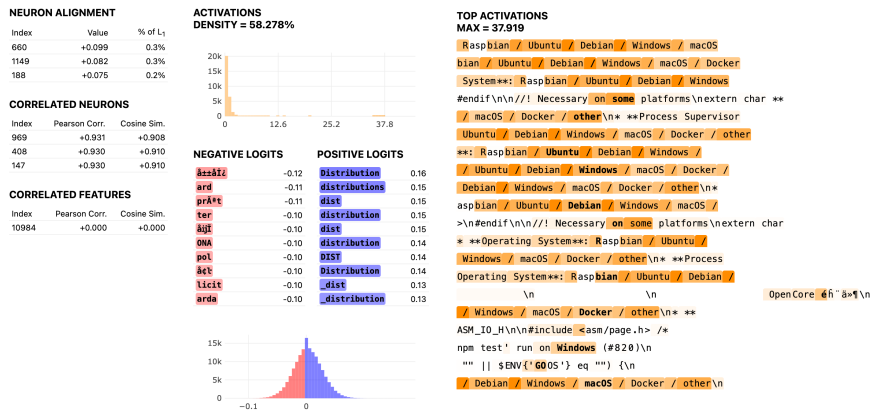 NEURON ALIGNMENT
Index Value % of L₁
660 +0.099 0.3%
1149 +0.082 0.3%
188 +0.075 0.2%
CORRELATED NEURONS
Index Pearson Corr. Cosine Sim.
969 +0.931 +0.908
408 +0.930 +0.910
147 +0.930 +0.910
CORRELATED FEATURES
Index Pearson Corr. Cosine Sim.
10984 +0.000 +0.000
ACTIVATIONS
DENSITY = 58.278%
20k
15k
10k
5k
0
0 12.6 25.2 37.8
NEGATIVE LOGITS
-0.12
ard -0.11
prÃªt -0.11
ter -0.10
-0.10
ONA -0.10
pol -0.10
-0.10
licit -0.10
arda -0.10
POSITIVE LOGITS
Distribution 0.16
distributions 0.15
dist 0.15
distribution 0.15
Dist 0.15
distribution 0.14
DIST 0.14
Distribution 0.14
_dist 0.13
_distribution 0.13
15k
10k
5k
0
−0.1 0
TOP ACTIVATIONS
MAX = 37.919
Raspbian / Ubuntu / Debian / Windows / macOS
bian / Ubuntu / Debian / Windows / macOS / Docker
System**: Raspbian / Ubuntu / Debian / Windows
#endif\n\n//! Necessary on some platforms\nextern char **
/ macOS / Docker / other\n* **Process Supervisor
Ubuntu / Debian / Windows / macOS / Docker / other
**: Raspbian / Ubuntu / Debian / Windows /
Ubuntu / Debian / Windows / macOS / Docker /
Debian / Windows / macOS / Docker / other\n*
aspbian / Ubuntu / Debian / Windows / macOS /
>\n#endif\n\n//! Necessary on some platforms\nextern char
* **Operating System**: Raspbian / Ubuntu /
Windows / macOS / Docker / other\n* **Process
Operating System**: Raspbian / Ubuntu / Debian /
\n \n OpenCore
/ Windows / macOS / Docker / other\n* **
ASM_IO_H\n\n#include <asm/page.h> /*
npm test' run on Windows (#820)\n
"" || $ENV{'GOOS'} eq "") {\n
/ Debian / Windows / macOS / Docker / other\n